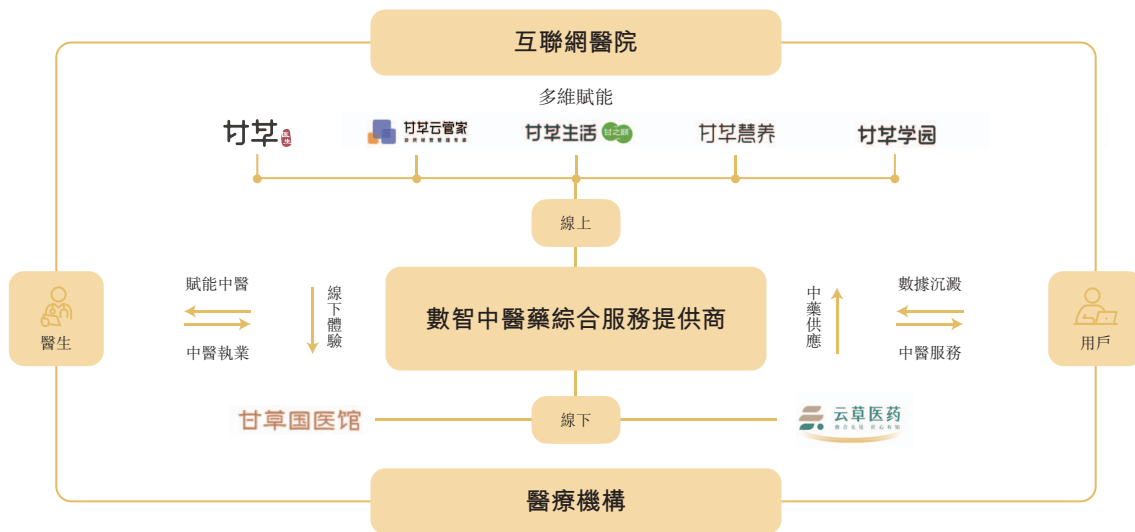 互聯網醫院
多維賦能
甘草医生
甘草云管家
甘草生活 甘之颐
甘草慧养
甘草学园
線上
賦能中醫
中醫執業
線下體驗
數智中醫藥綜合服務提供商
中藥供應
數據沉澱
中醫服務
醫生
用戶
甘草国医馆
線下
云草医药
醫療機構